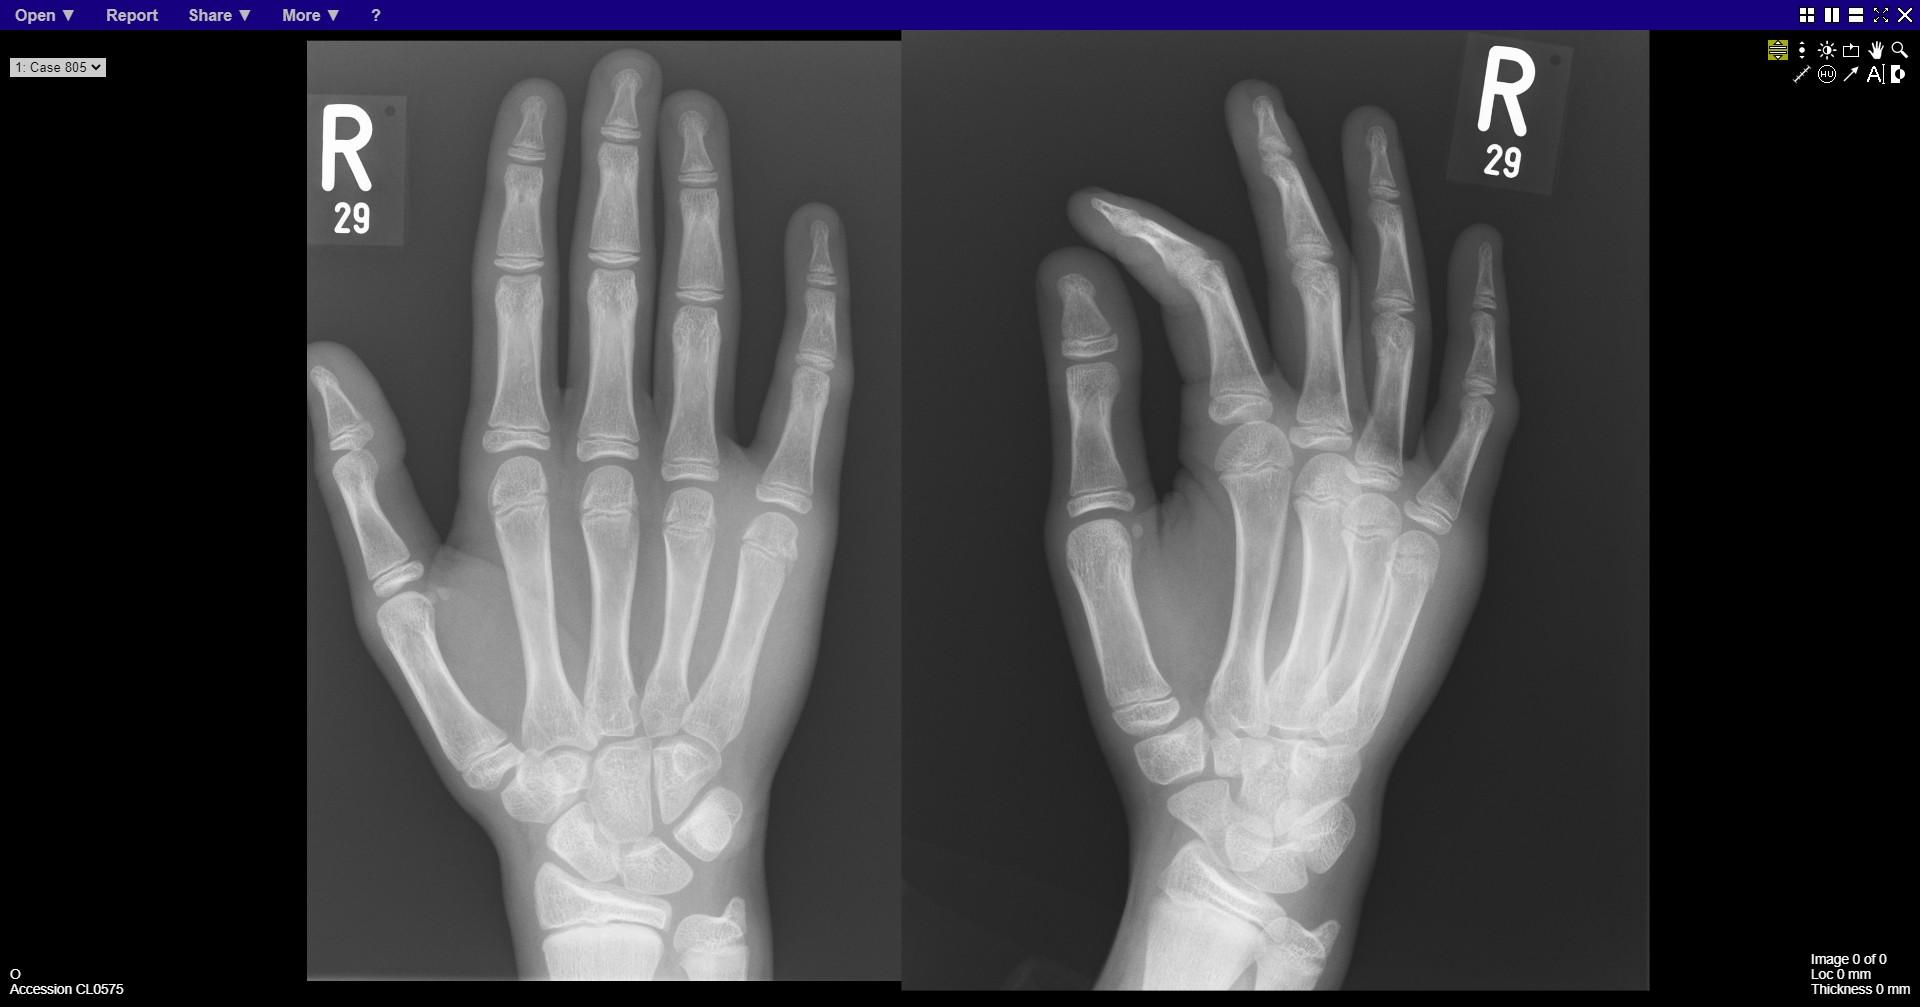 Open ▼ Report Share ▼ More ▼ ?
1: Case 805
R
29
R
29
HU
A
O
Accession CL0575
Image 0 of 0
Loc 0 mm
Thickness 0 mm